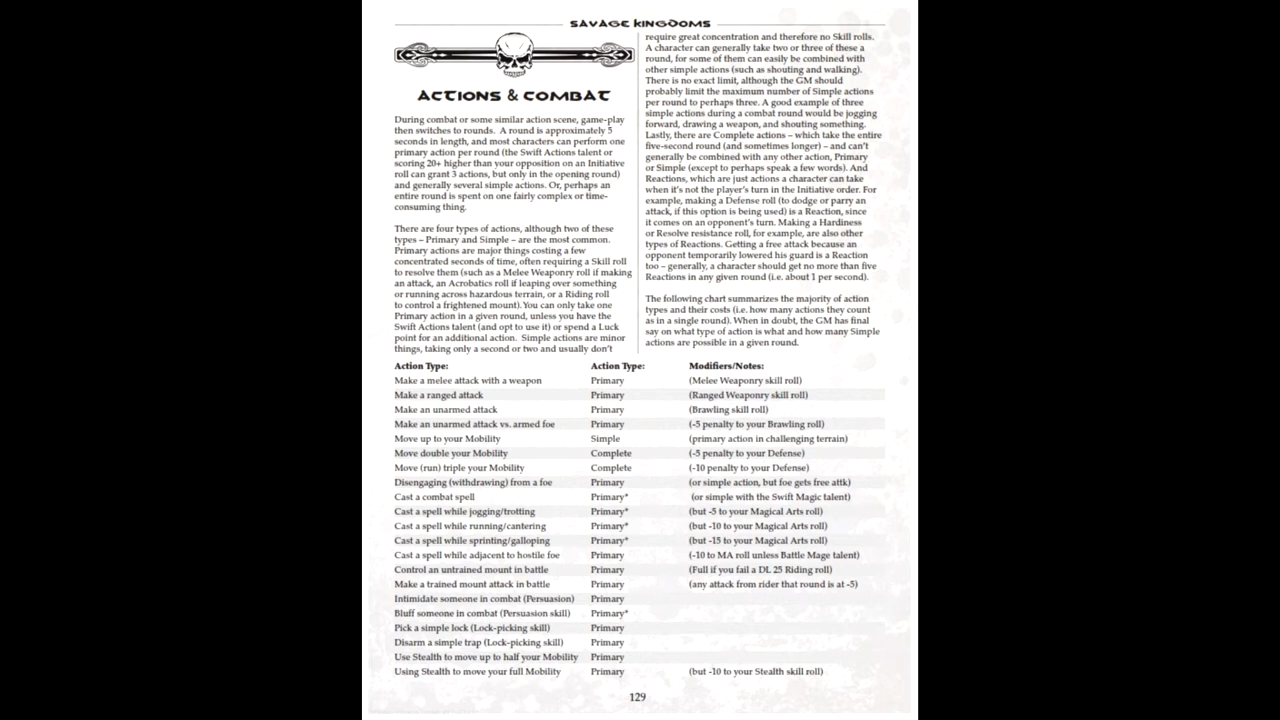 SAVAGE KINGDOMS
ACTIONS & COMBAT
During combat or some similar action scene, game-play
then switches to rounds. A round is approximately 5
seconds in length, and most characters can perform one
primary action per round (the Swift Actions talent or
scoring 20+ higher than your opposition on an Initiative
roll can grant 3 actions, but only in the opening round)
and generally several simple actions. Or, perhaps an
entire round is spent on one fairly complex or time-
consuming thing.
There are four types of actions, although two of these
types – Primary and Simple – are the most common.
Primary actions are major things costing a few
concentrated seconds of time, often requiring a Skill roll
to resolve them (such as a Melee Weaponry roll if making
an attack, an Acrobatics roll if leaping over something
or running across hazardous terrain, or a Riding roll
to control a frightened mount). You can only take one
Primary action in a given round, unless you have the
Swift Actions talent (and opt to use it) or spend a Luck
point for an additional action. Simple actions are minor
things, taking only a second or two and usually don't
require great concentration and therefore no Skill rolls.
A character can generally take two or three of these a
round, for some of them can easily be combined with
other simple actions (such as shouting and walking).
There is no exact limit, although the GM should
probably limit the maximum number of Simple actions
per round to perhaps three. A good example of three
simple actions during a combat round would be jogging
forward, drawing a weapon, and shouting something.
Lastly, there are Complete actions – which take the entire
five-second round (and sometimes longer) – and can't
generally be combined with any other action, Primary
or Simple (except to perhaps speak a few words). And
Reactions, which are just actions a character can take
when it's not the player's turn in the Initiative order. For
example, making a Defense roll (to dodge or parry an
attack, if this option is being used) is a Reaction, since
it comes on an opponent's turn. Making a Hardiness
or Resolve resistance roll, for example, are also other
types of Reactions. Getting a free attack because an
opponent temporarily lowered his guard is a Reaction
too – generally, a character should get no more than five
Reactions in any given round (i.e. about 1 per second).
The following chart summarizes the majority of action
types and their costs (i.e. how many actions they count
as in a single round). When in doubt, the GM has final
say on what type of action is what and how many Simple
actions are possible in a given round.
Action Type: Action Type: Modifiers/Notes:
Make a melee attack with a weapon Primary (Melee Weaponry skill roll)
Make a ranged attack Primary (Ranged Weaponry skill roll)
Make an unarmed attack Primary (Brawling skill roll)
Make an unarmed attack vs. armed foe Primary (-5 penalty to your Brawling roll)
Move up to your Mobility Simple (primary action in challenging terrain)
Move double your Mobility Complete (-5 penalty to your Defense)
Move (run) triple your Mobility Complete (-10 penalty to your Defense)
Disengaging (withdrawing) from a foe Primary (or simple action, but foe gets free attk)
Cast a combat spell Primary* (or simple with the Swift Magic talent)
Cast a spell while jogging/trotting Primary* (but -5 to your Magical Arts roll)
Cast a spell while running/cantering Primary* (but -10 to your Magical Arts roll)
Cast a spell while sprinting/galloping Primary* (but -15 to your Magical Arts roll)
Cast a spell while adjacent to hostile foe Primary (-10 to MA roll unless Battle Mage talent)
Control an untrained mount in battle Primary (Full if you fail a DL 25 Riding roll)
Make a trained mount attack in battle Primary (any attack from rider that round is at -5)
Intimidate someone in combat (Persuasion) Primary
Bluff someone in combat (Persuasion skill) Primary*
Pick a simple lock (Lock-picking skill) Primary
Disarm a simple trap (Lock-picking skill) Primary
Use Stealth to move up to half your Mobility Primary
Using Stealth to move your full Mobility Primary (but -10 to your Stealth skill roll)
129